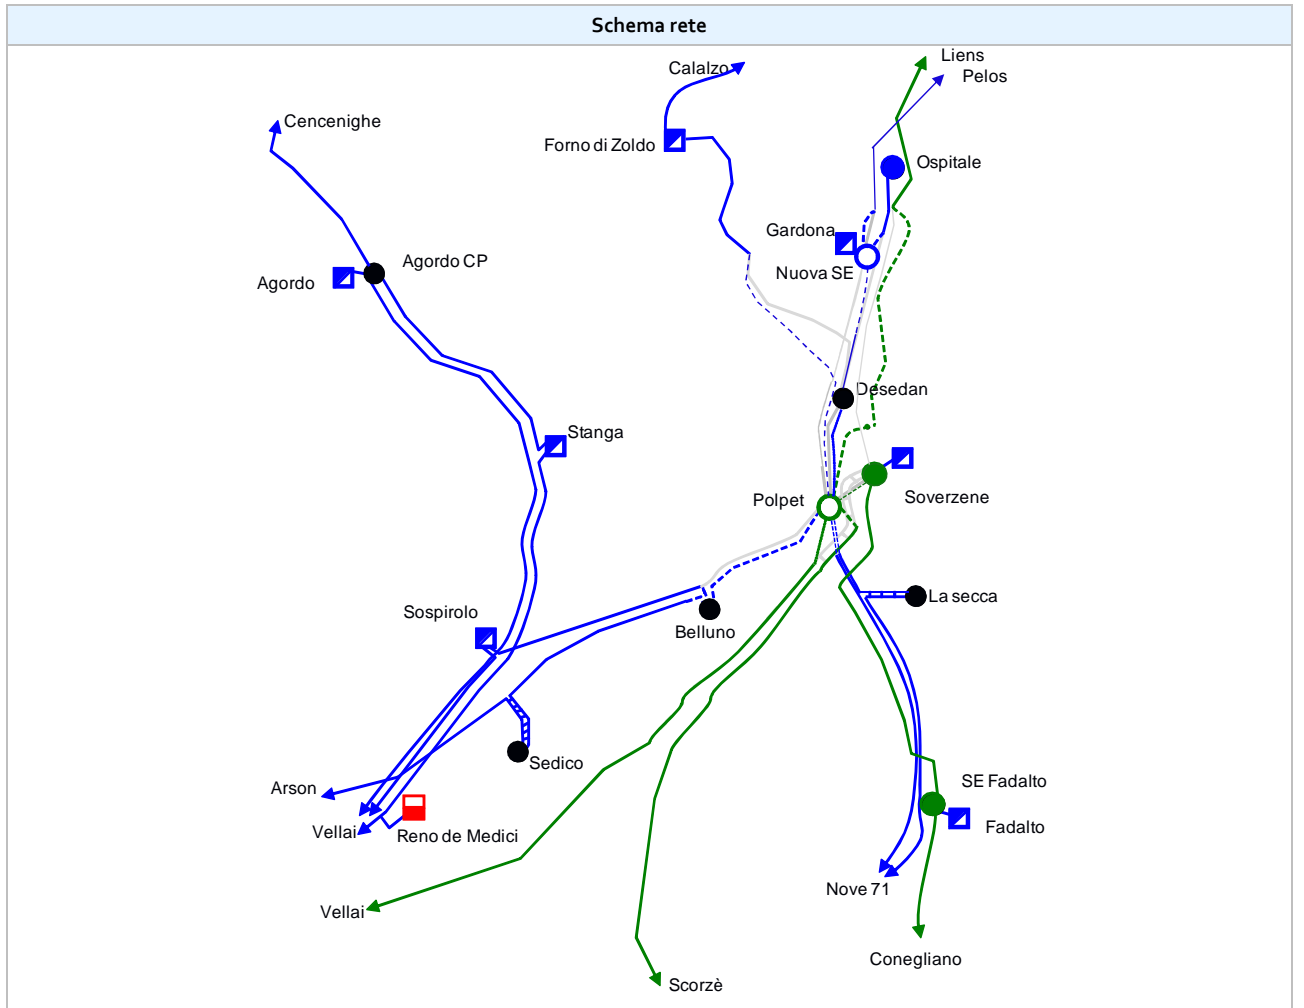 Schema rete
Liens
Calalzo
Pelos
Cencenighe
Forno di Zoldo
Ospitale
Gardona
Agordo CP
Nuova SE
Agordo
Desedan
Stanga
Soverzene
Polpet
La secca
Sospirolo
Belluno
Sedico
SE Fadalto
Arson
Fadalto
Vellai
Reno de Medici
Nove 71
Vellai
Conegliano
Scorzè